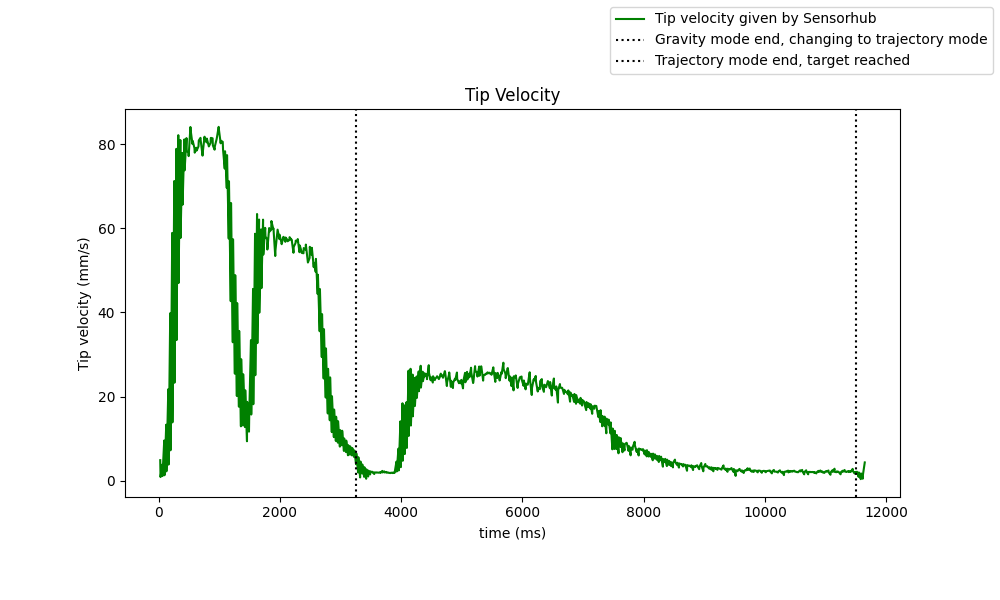 Tip velocity given by Sensorhub
Gravity mode end, changing to trajectory mode
Trajectory mode end, target reached
Tip Velocity
Tip velocity (mm/s)
80
60
40
20
0
0 2000 4000 6000 8000 10000 12000
time (ms)